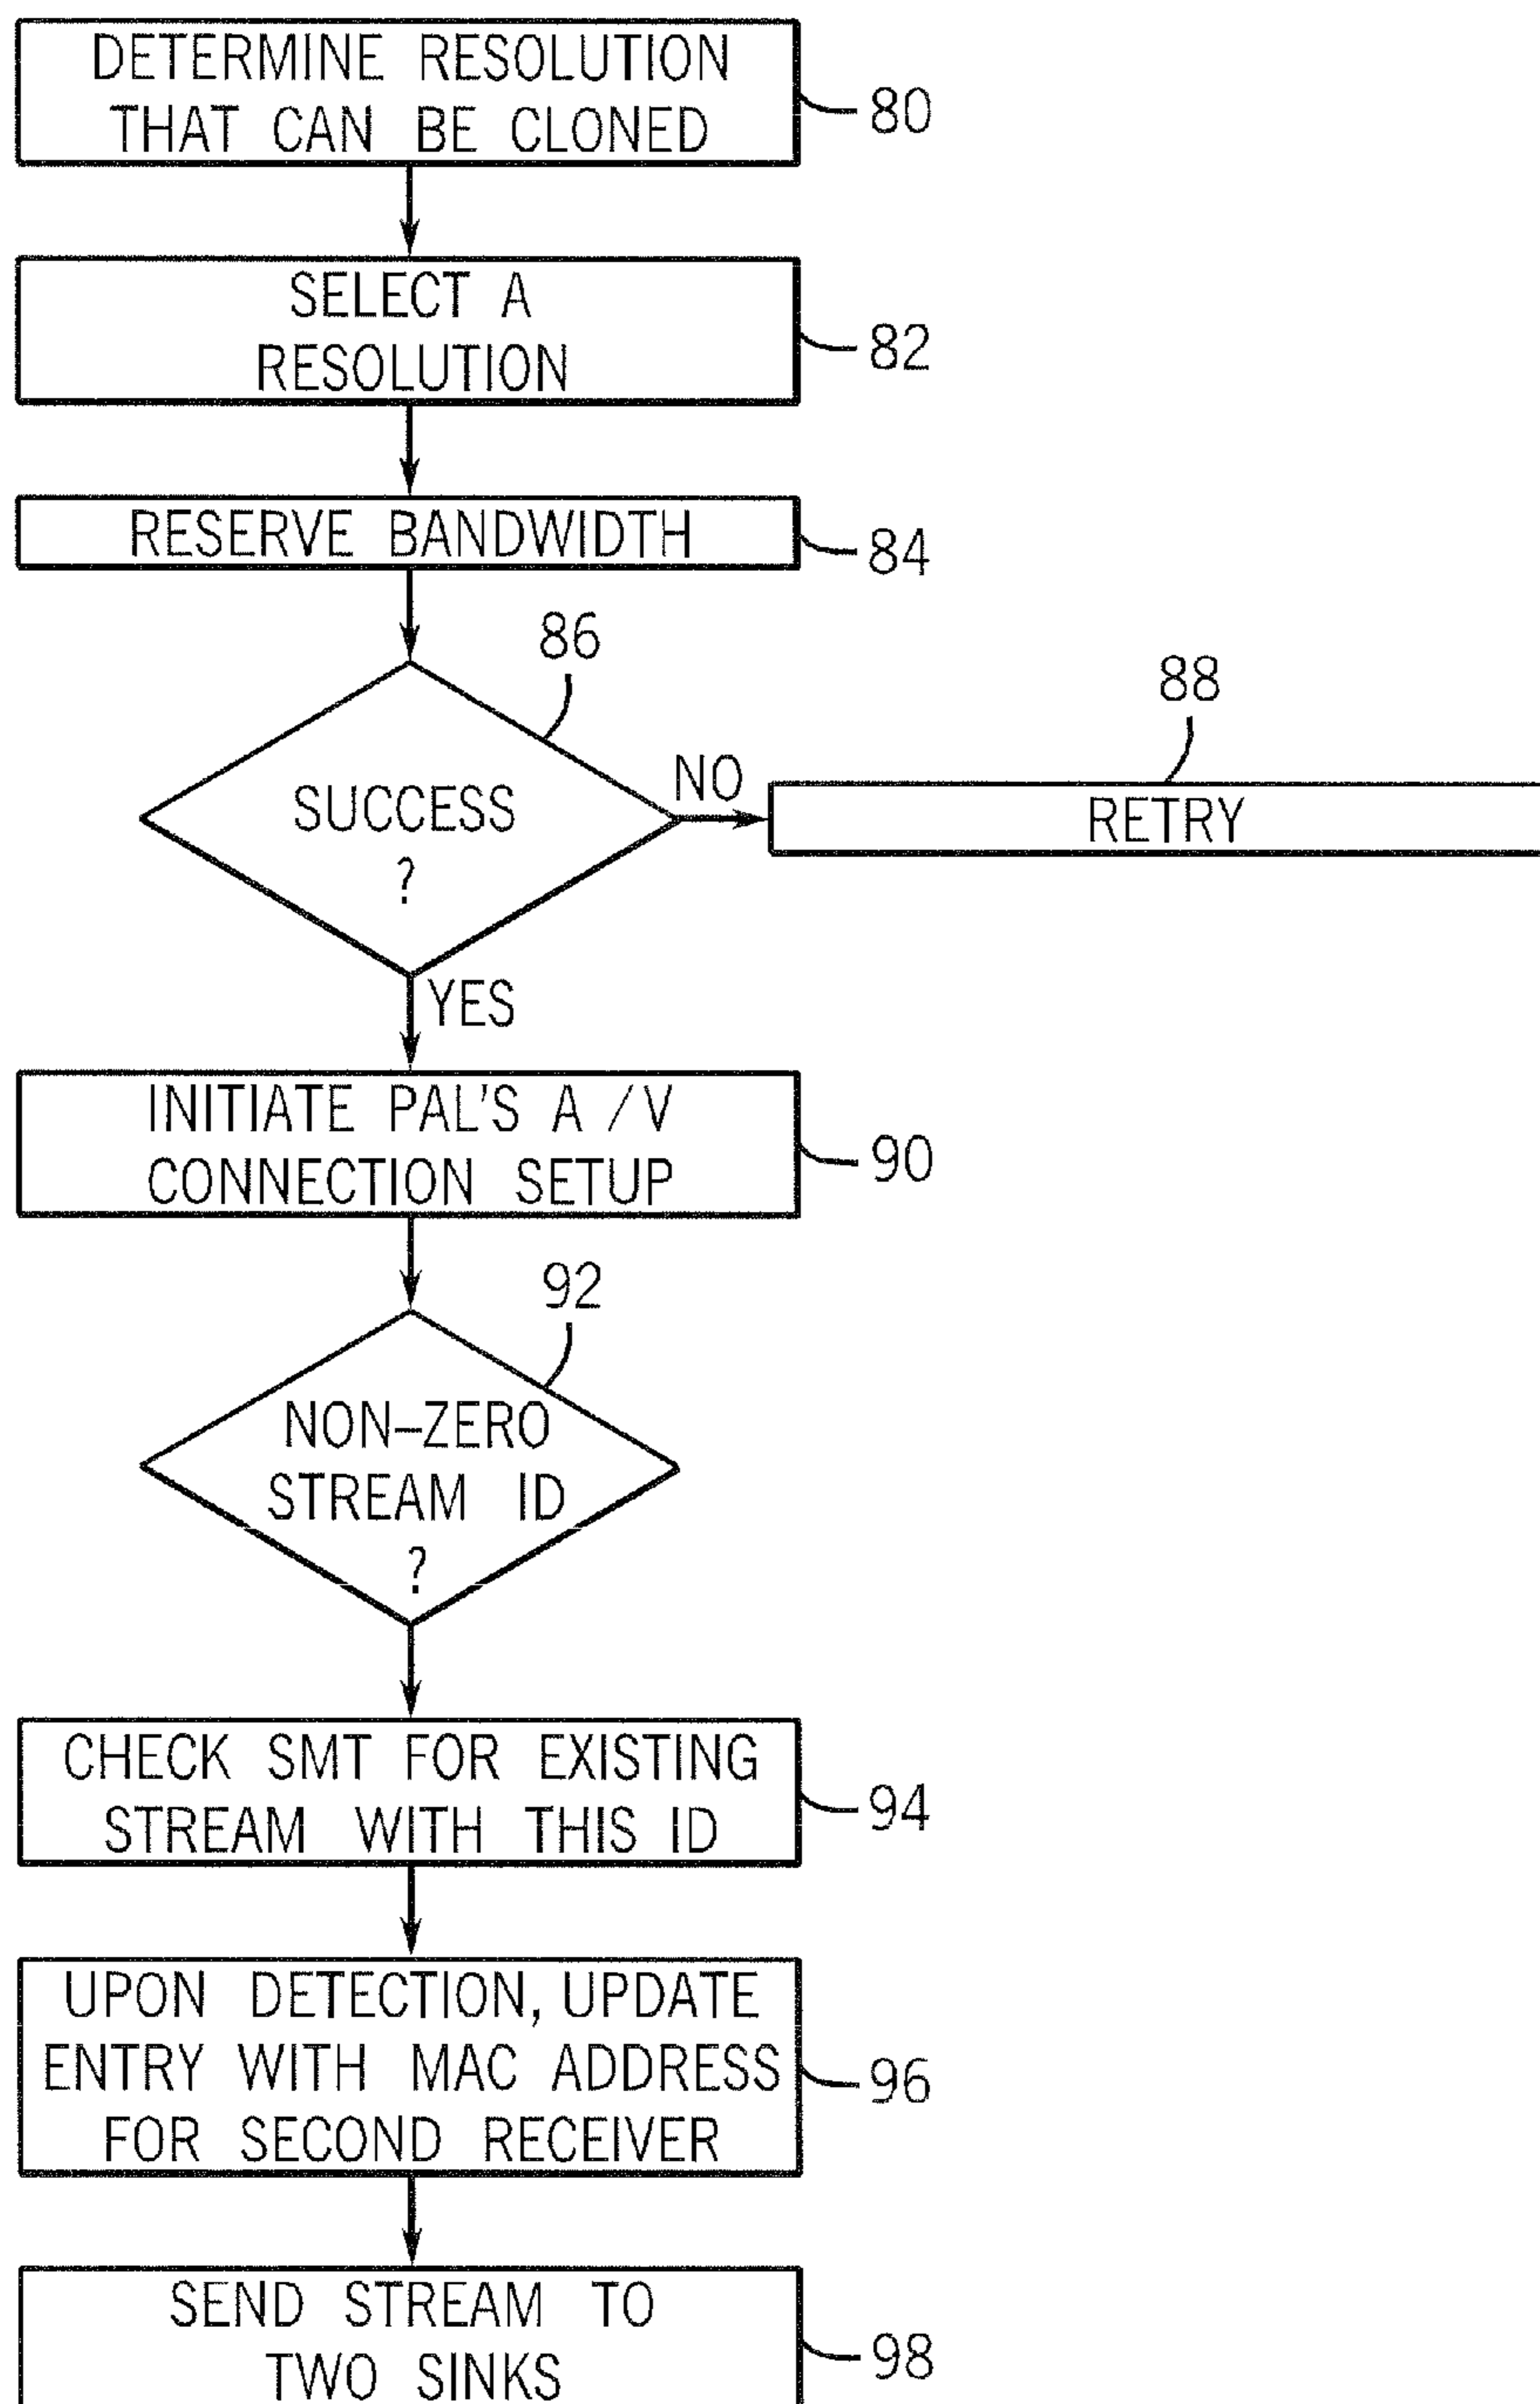 DETERMINE RESOLUTION
THAT CAN BE CLONED
80
SELECT A
RESOLUTION
82
RESERVE BANDWIDTH
84
86
SUCCESS
?
NO
88
RETRY
YES
INITIATE PAL'S A /V
CONNECTION SETUP
90
92
NON-ZERO
STREAM ID
?
CHECK SMT FOR EXISTING
STREAM WITH THIS ID
94
UPON DETECTION, UPDATE
ENTRY WITH MAC ADDRESS
FOR SECOND RECEIVER
96
SEND STREAM TO
TWO SINKS
98